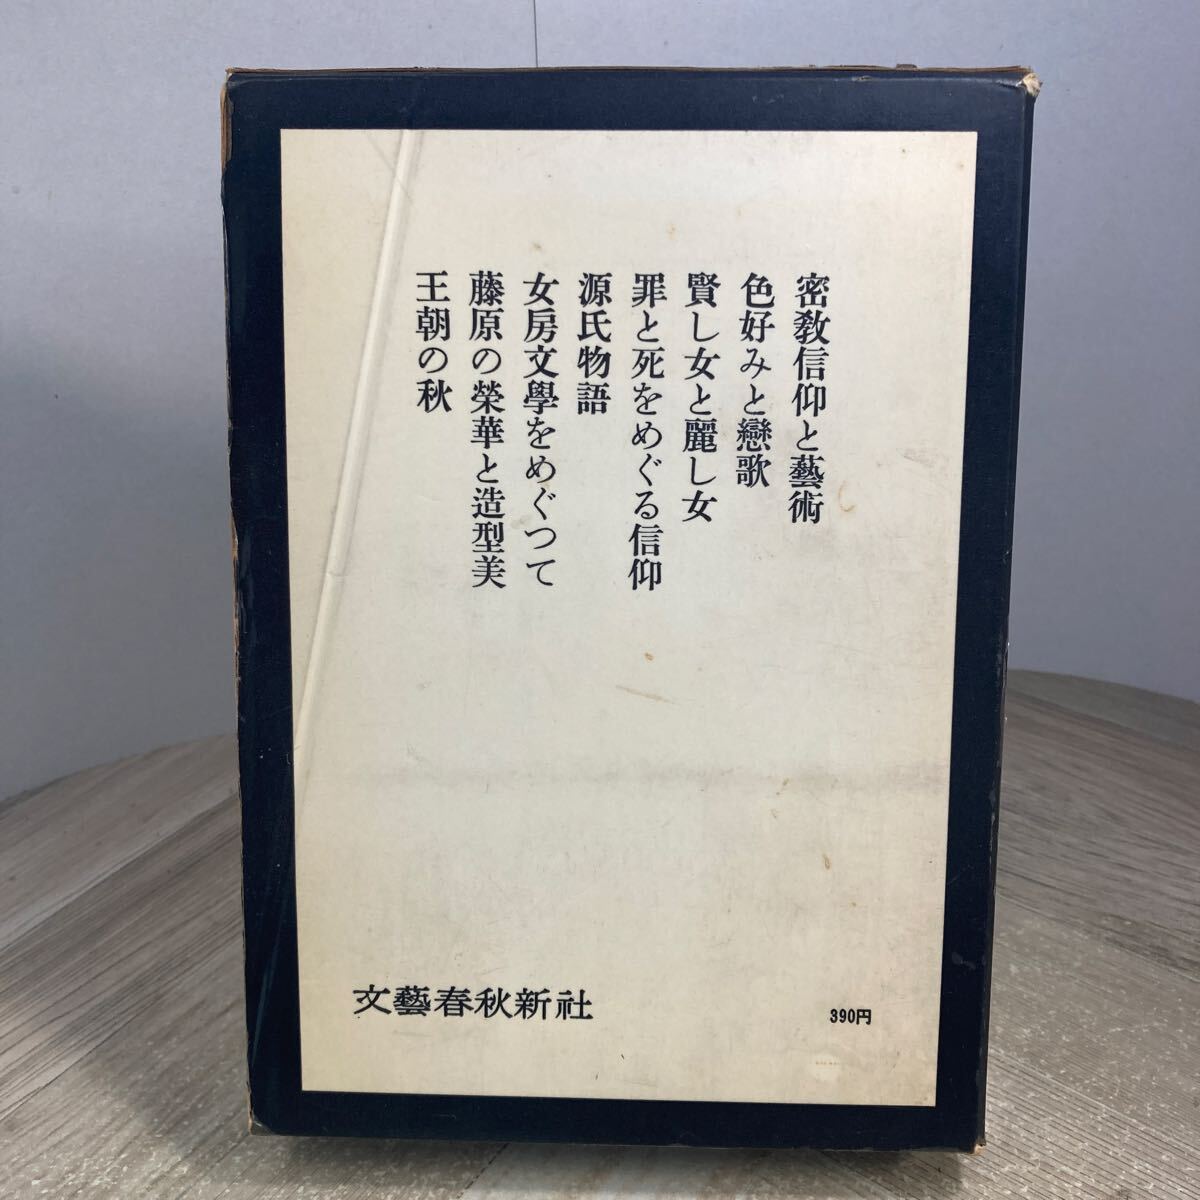 密教信仰と藝術
色好みと戀歌
賢し女と麗し女
罪と死をめぐる信仰
源氏物語
女房文學をめぐつて
藤原の榮華と造型美
王朝の秋
文藝春秋新社
390円